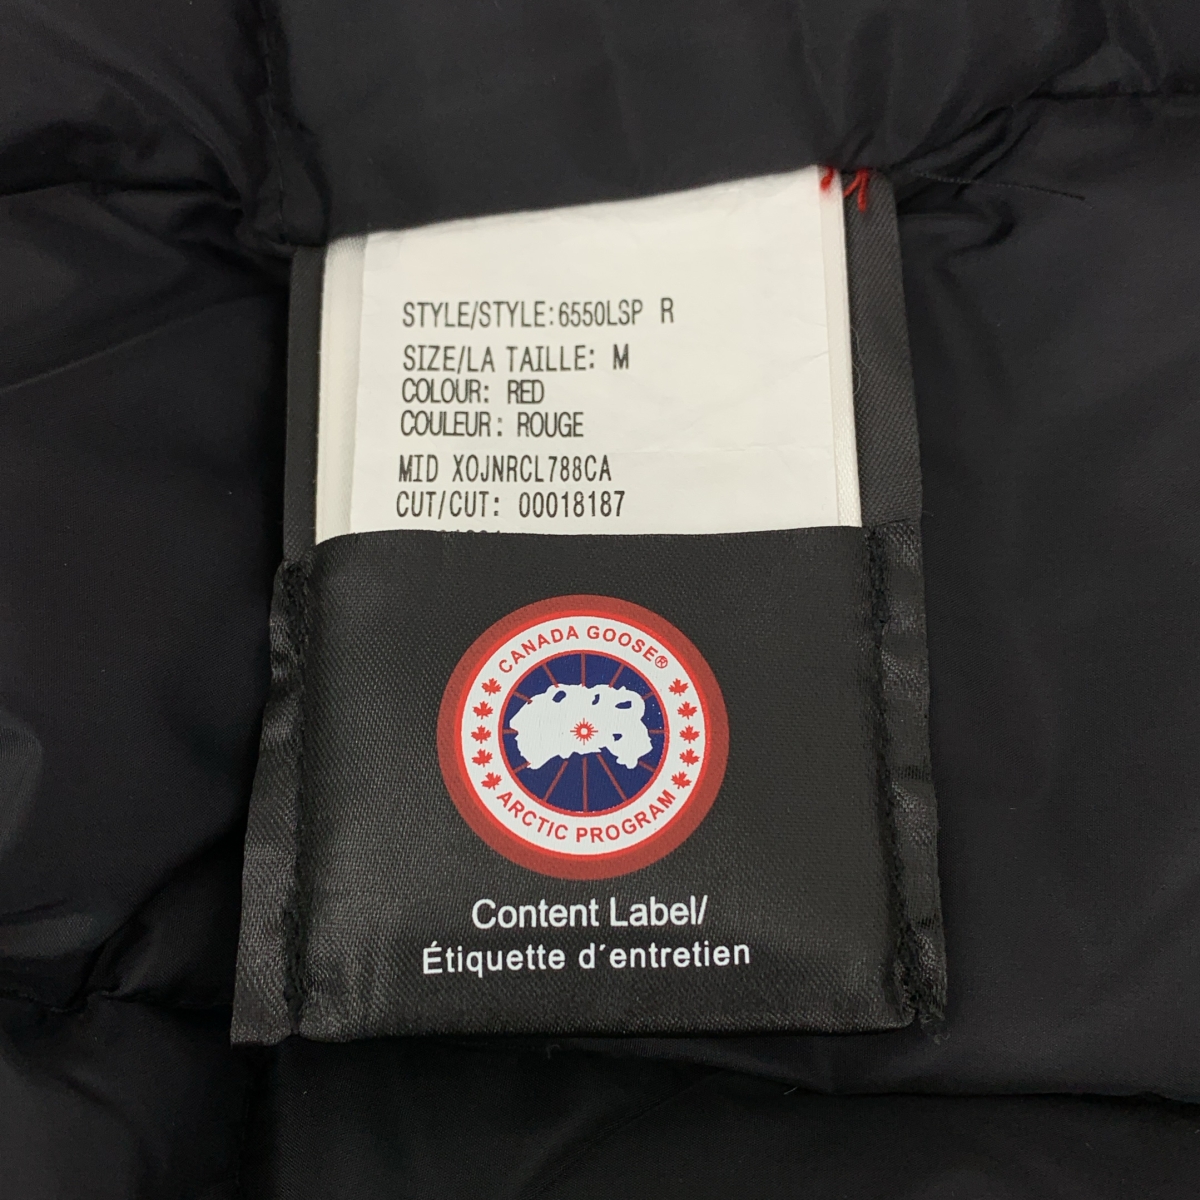 STYLE/STYLE:6550LSP R
SIZE/LA TAILLE: M
COLOUR: RED
COULEUR: ROUGE
MID XOJNRCL788CA
CUT/CUT: 00018187
CANADA GOOSE®
ARCTIC PROGRAM
Content Label/
Étiquette d´entretien